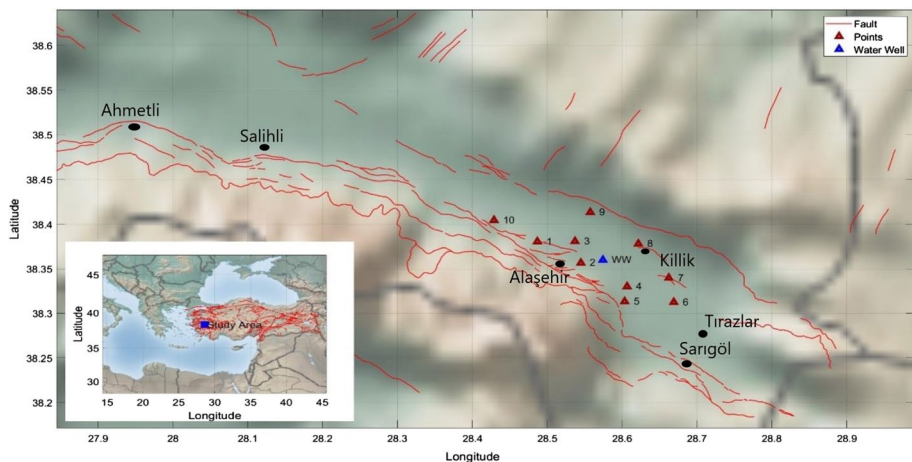 38.6
38.55
38.5
38.45
38.4
38.35
38.3
38.25
38.2
Latitude
Fault
Points
Water Well
Ahmetli
Salihli
10
9
1
3
8
2
WW
Killik
Alaşehir
7
4
5
6
Tırazlar
Sarıgöl
45
40
35
30
Latitude
Study Area
15 20 25 30 35 40 45
Longitude
27.9 28 28.1 28.2 28.3 28.4 28.5 28.6 28.7 28.8 28.9
Longitude